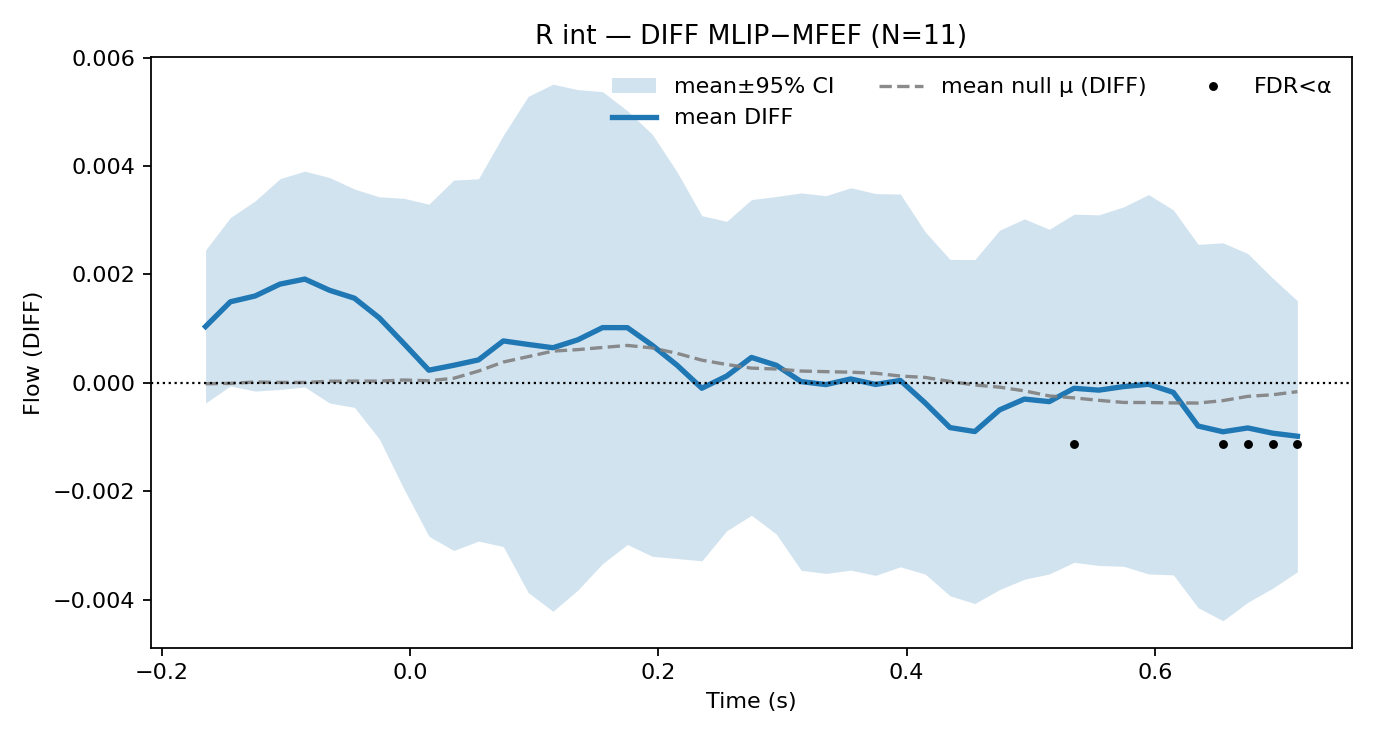 R int — DIFF MLIP−MFEF (N=11)
mean±95% CI
mean DIFF
mean null μ (DIFF)
FDR<α
Flow (DIFF)
0.006
0.004
0.002
0.000
−0.002
−0.004
−0.2
0.0
0.2
0.4
0.6
Time (s)